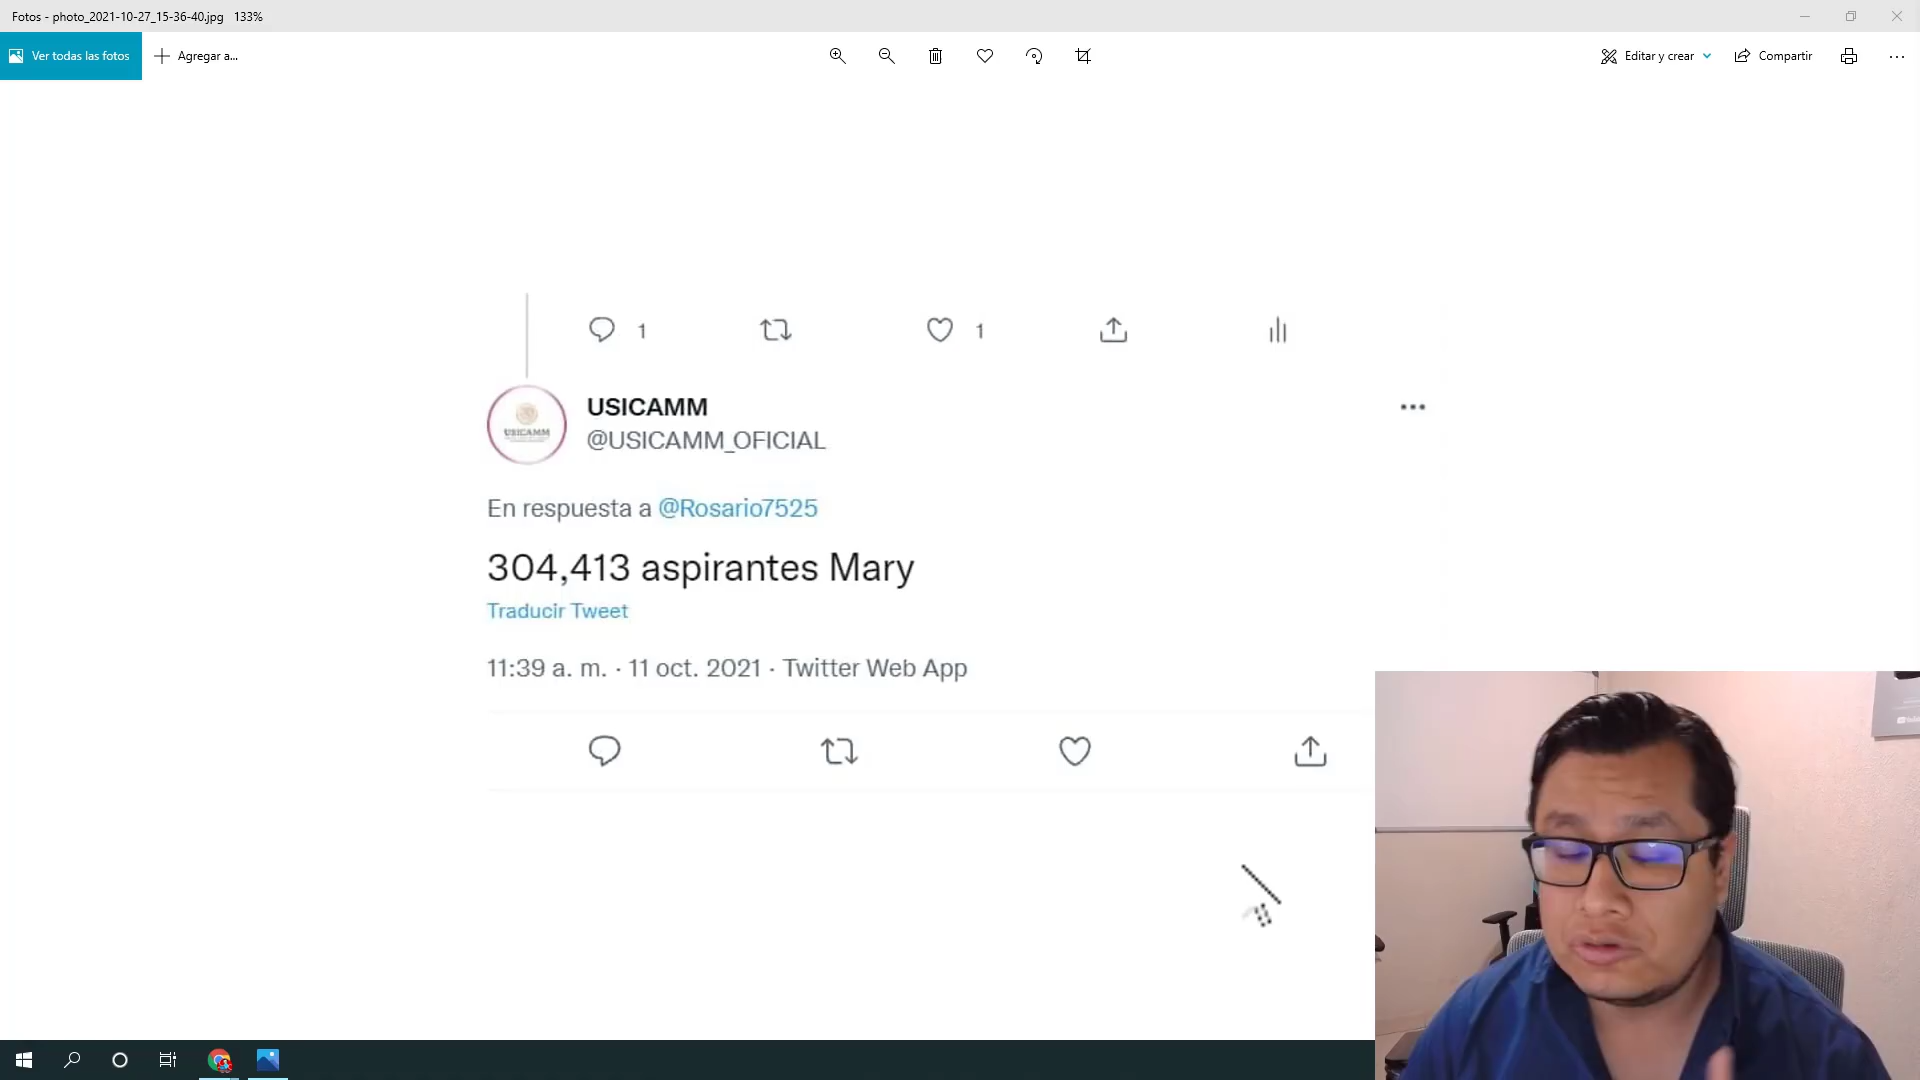 Fotos - photo_2021-10-27_15-36-40.jpg 133%
Ver todas las fotos
Agregar a...
Editar y crear
Compartir
1
1
USICAMM
USICAMM
@USICAMM_OFICIAL
En respuesta a @Rosario7525
304,413 aspirantes Mary
Traducir Tweet
11:39 a. m. · 11 oct. 2021 · Twitter Web App